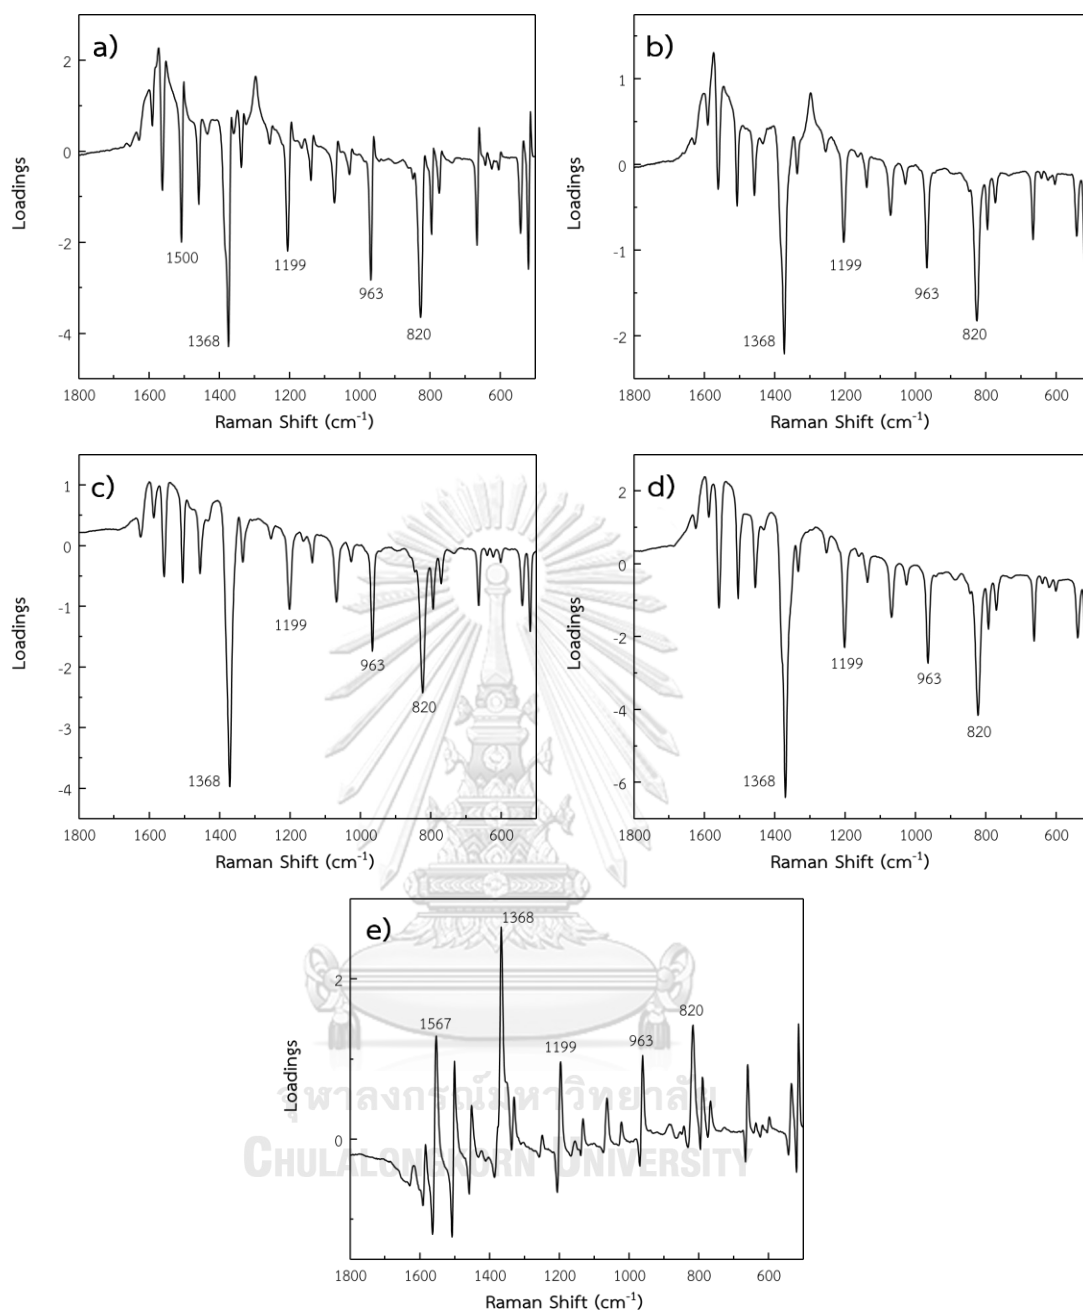 a)
2
0
-2
-4
Loadings
1500
1199
963
820
1368
1800 1600 1400 1200 1000 800 600
Raman Shift (cm⁻¹)
b)
1
0
-1
-2
Loadings
1199
963
820
1368
1800 1600 1400 1200 1000 800 600
Raman Shift (cm⁻¹)
c)
1
0
-1
-2
-3
-4
Loadings
1199
963
820
1368
1800 1600 1400 1200 1000 800 600
Raman Shift (cm⁻¹)
d)
2
0
-2
-4
-6
Loadings
1199
963
820
1368
1800 1600 1400 1200 1000 800 600
Raman Shift (cm⁻¹)
e)
2
0
Loadings
1368
1567
1199
963
820
1800 1600 1400 1200 1000 800 600
Raman Shift (cm⁻¹)
จุฬาลงกรณ์มหาวิทยาลัย
CHULALONGKORN UNIVERSITY